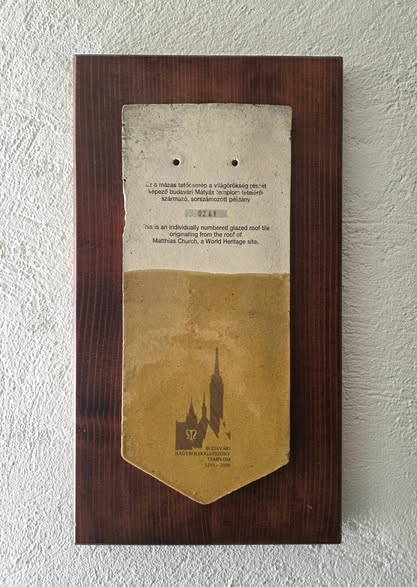 Ez a mázas tetőcserép a világörökség részét
képező budavári Mátyás templom tetejéről
származó, sorszámozott példány
0241
This is an individually numbered glazed roof tile
originating from the roof of
Matthias Church, a World Heritage site.
BUDAVÁRI
NAGYBOLDOGASSZONY
TEMPLOM